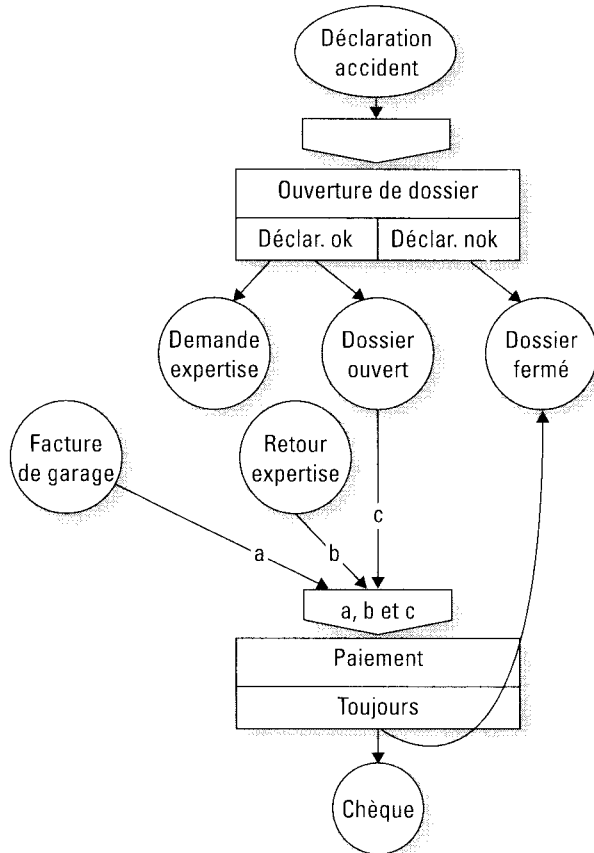 Déclaration
accident
Ouverture de dossier
Déclar. ok
Déclar. nok
Demande
expertise
Dossier
ouvert
Dossier
fermé
Facture
de garage
Retour
expertise
a
b
c
a, b et c
Paiement
Toujours
Chèque